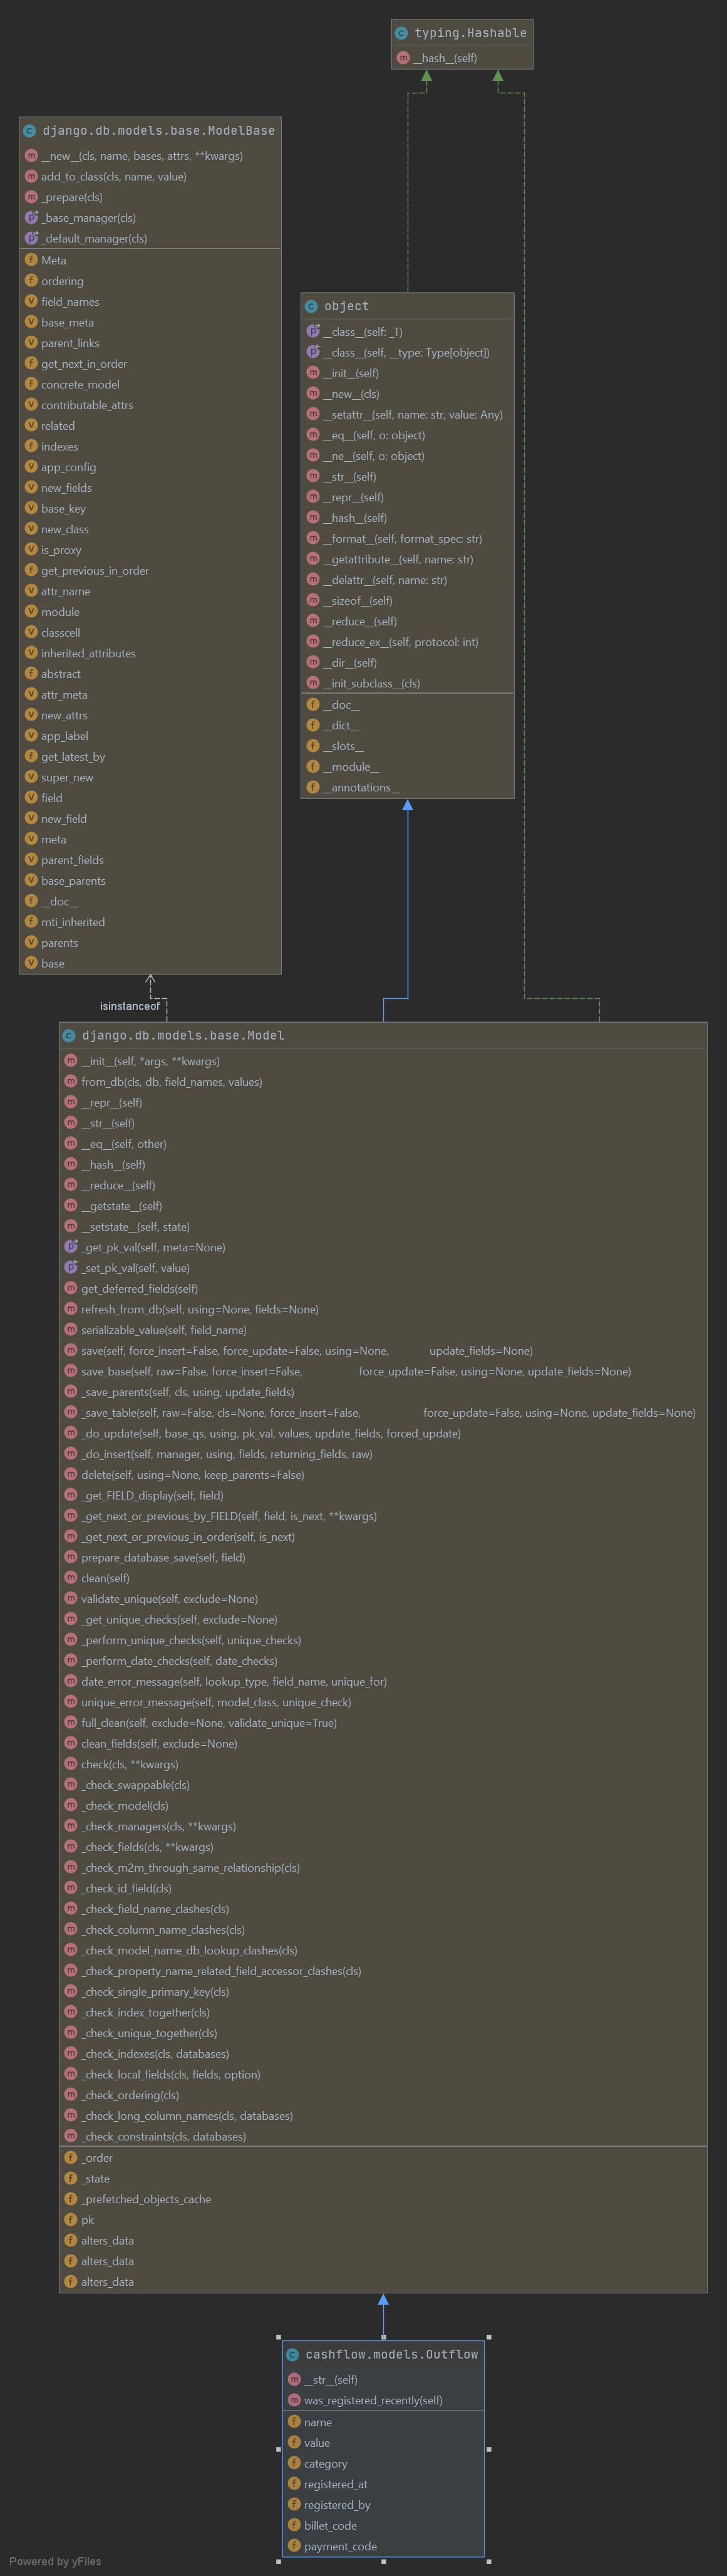 typing.Hashable
__hash__(self)
django.db.models.base.ModelBase
__new__(cls, name, bases, attrs, **kwargs)
add_to_class(cls, name, value)
_prepare(cls)
_base_manager(cls)
_default_manager(cls)
Meta
ordering
field_names
base_meta
parent_links
get_next_in_order
concrete_model
contributable_attrs
related
indexes
app_config
new_fields
base_key
new_class
is_proxy
get_previous_in_order
attr_name
module
classcell
inherited_attributes
abstract
attr_meta
new_attrs
app_label
get_latest_by
super_new
field
new_field
meta
parent_fields
base_parents
__doc__
mti_inherited
parents
base
object
__class__(self: _T)
__class__(self, __type: Type[object])
__init__(self)
__new__(cls)
__setattr__(self, name: str, value: Any)
__eq__(self, o: object)
__ne__(self, o: object)
__str__(self)
__repr__(self)
__hash__(self)
__format__(self, format_spec: str)
__getattribute__(self, name: str)
__delattr__(self, name: str)
__sizeof__(self)
__reduce__(self)
__reduce_ex__(self, protocol: int)
__dir__(self)
__init_subclass__(cls)
__doc__
__dict__
__slots__
__module__
__annotations__
isinstanceof
django.db.models.base.Model
__init__(self, *args, **kwargs)
from_db(cls, db, field_names, values)
__repr__(self)
__str__(self)
__eq__(self, other)
__hash__(self)
__reduce__(self)
__getstate__(self)
__setstate__(self, state)
_get_pk_val(self, meta=None)
_set_pk_val(self, value)
get_deferred_fields(self)
refresh_from_db(self, using=None, fields=None)
serializable_value(self, field_name)
save(self, force_insert=False, force_update=False, using=None, update_fields=None)
save_base(self, raw=False, force_insert=False, force_update=False, using=None, update_fields=None)
_save_parents(self, cls, using, update_fields)
_save_table(self, raw=False, cls=None, force_insert=False, force_update=False, using=None, update_fields=None)
_do_update(self, base_qs, using, pk_val, values, update_fields, forced_update)
_do_insert(self, manager, using, fields, returning_fields, raw)
delete(self, using=None, keep_parents=False)
_get_FIELD_display(self, field)
_get_next_or_previous_by_FIELD(self, field, is_next, **kwargs)
_get_next_or_previous_in_order(self, is_next)
prepare_database_save(self, field)
clean(self)
validate_unique(self, exclude=None)
_get_unique_checks(self, exclude=None)
_perform_unique_checks(self, unique_checks)
_perform_date_checks(self, date_checks)
date_error_message(self, lookup_type, field_name, unique_for)
unique_error_message(self, model_class, unique_check)
full_clean(self, exclude=None, validate_unique=True)
clean_fields(self, exclude=None)
check(cls, **kwargs)
_check_swappable(cls)
_check_model(cls)
_check_managers(cls, **kwargs)
_check_fields(cls, **kwargs)
_check_m2m_through_same_relationship(cls)
_check_id_field(cls)
_check_field_name_clashes(cls)
_check_column_name_clashes(cls)
_check_model_name_db_lookup_clashes(cls)
_check_property_name_related_field_accessor_clashes(cls)
_check_single_primary_key(cls)
_check_index_together(cls)
_check_unique_together(cls)
_check_indexes(cls, databases)
_check_local_fields(cls, fields, option)
_check_ordering(cls)
_check_long_column_names(cls, databases)
_check_constraints(cls, databases)
_order
_state
_prefetched_objects_cache
pk
alters_data
alters_data
alters_data
cashflow.models.Outflow
__str__(self)
was_registered_recently(self)
name
value
category
registered_at
registered_by
billet_code
payment_code
Powered by yFiles